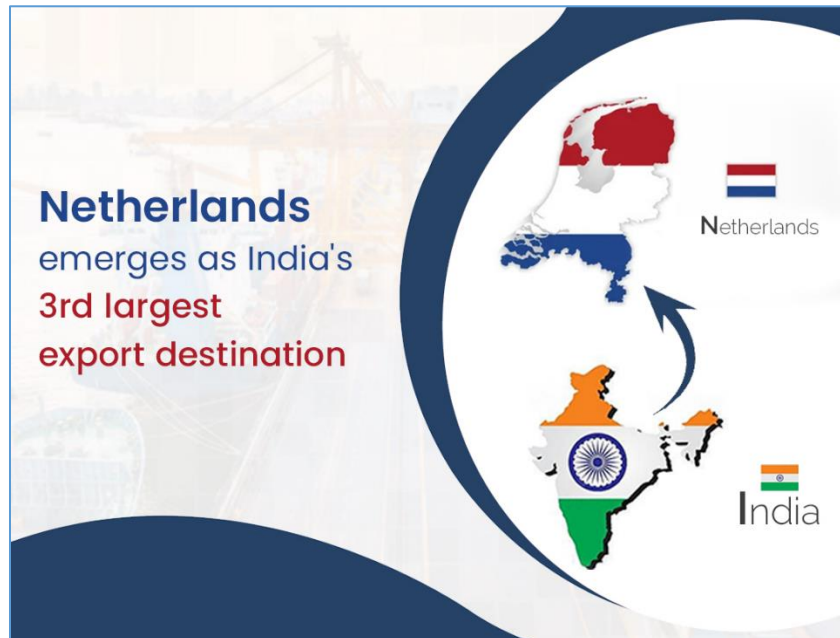 Netherlands
emerges as India's
3rd largest
export destination
Netherlands
India